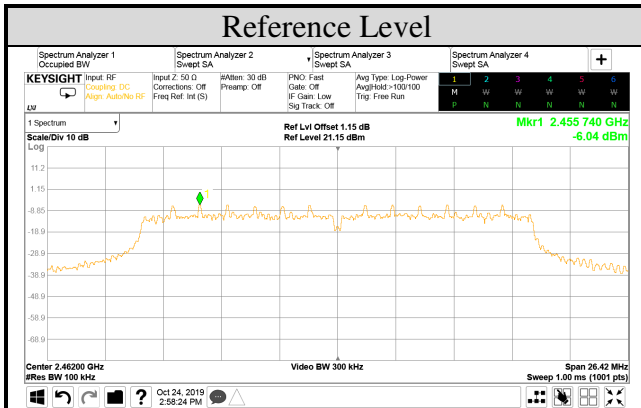 Reference Level
Spectrum Analyzer 1
Occupied BW
Spectrum Analyzer 2
Swept SA
Spectrum Analyzer 3
Swept SA
Spectrum Analyzer 4
Swept SA
+
KEYSIGHT
LXI
Input: RF
Coupling: DC
Align: Auto/No RF
Input Z: 50 Ω
Corrections: Off
Freq Ref: Int (S)
#Atten: 30 dB
Preamp: Off
PNO: Fast
Gate: Off
IF Gain: Low
Sig Track: Off
Avg Type: Log-Power
Avg|Hold:>100/100
Trig: Free Run
1 2 3 4 5 6
M W W W W W
P N N N N N
1 Spectrum
Scale/Div 10 dB
Log
Ref Lvl Offset 1.15 dB
Ref Level 21.15 dBm
Mkr1 2.455 740 GHz
-6.04 dBm
11.2
1.15
-8.85
-18.9
-28.9
-38.9
-48.9
-58.9
-68.9
Center 2.46200 GHz
#Res BW 100 kHz
Video BW 300 kHz
Span 26.42 MHz
Sweep 1.00 ms (1001 pts)
?
Oct 24, 2019
2:58:24 PM